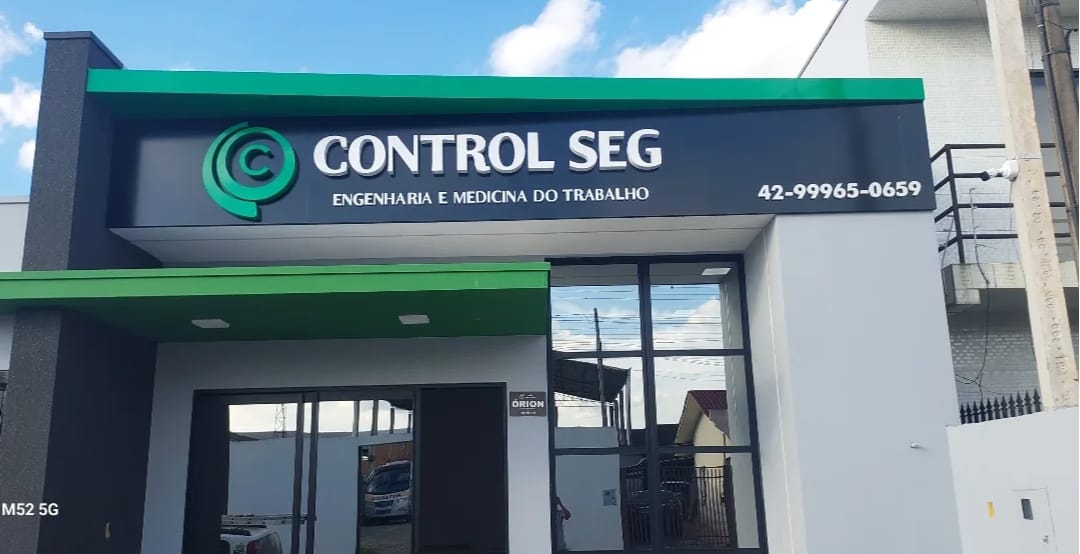 C
CONTROL SEG
ENGENHARIA E MEDICINA DO TRABALHO
42-99965-0659
ÓRION
M52 5G